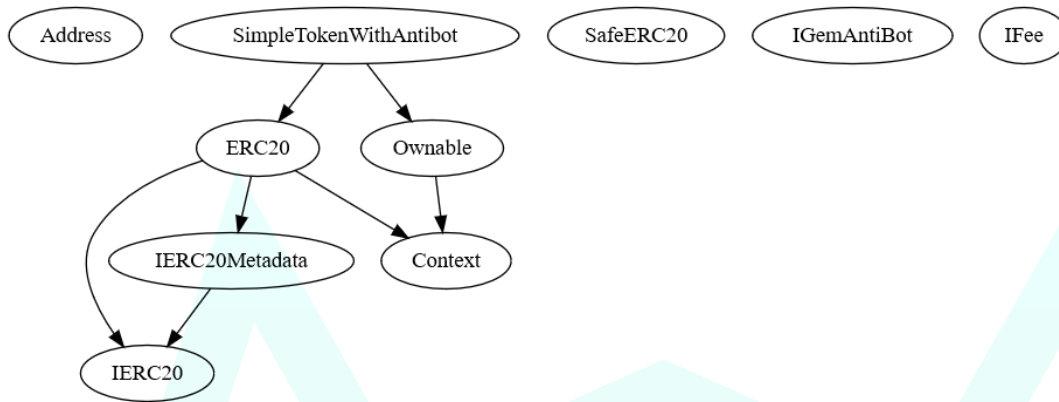 Address
SimpleTokenWithAntibot
SafeERC20
IGemAntiBot
IFee
ERC20
Ownable
IERC20Metadata
Context
IERC20